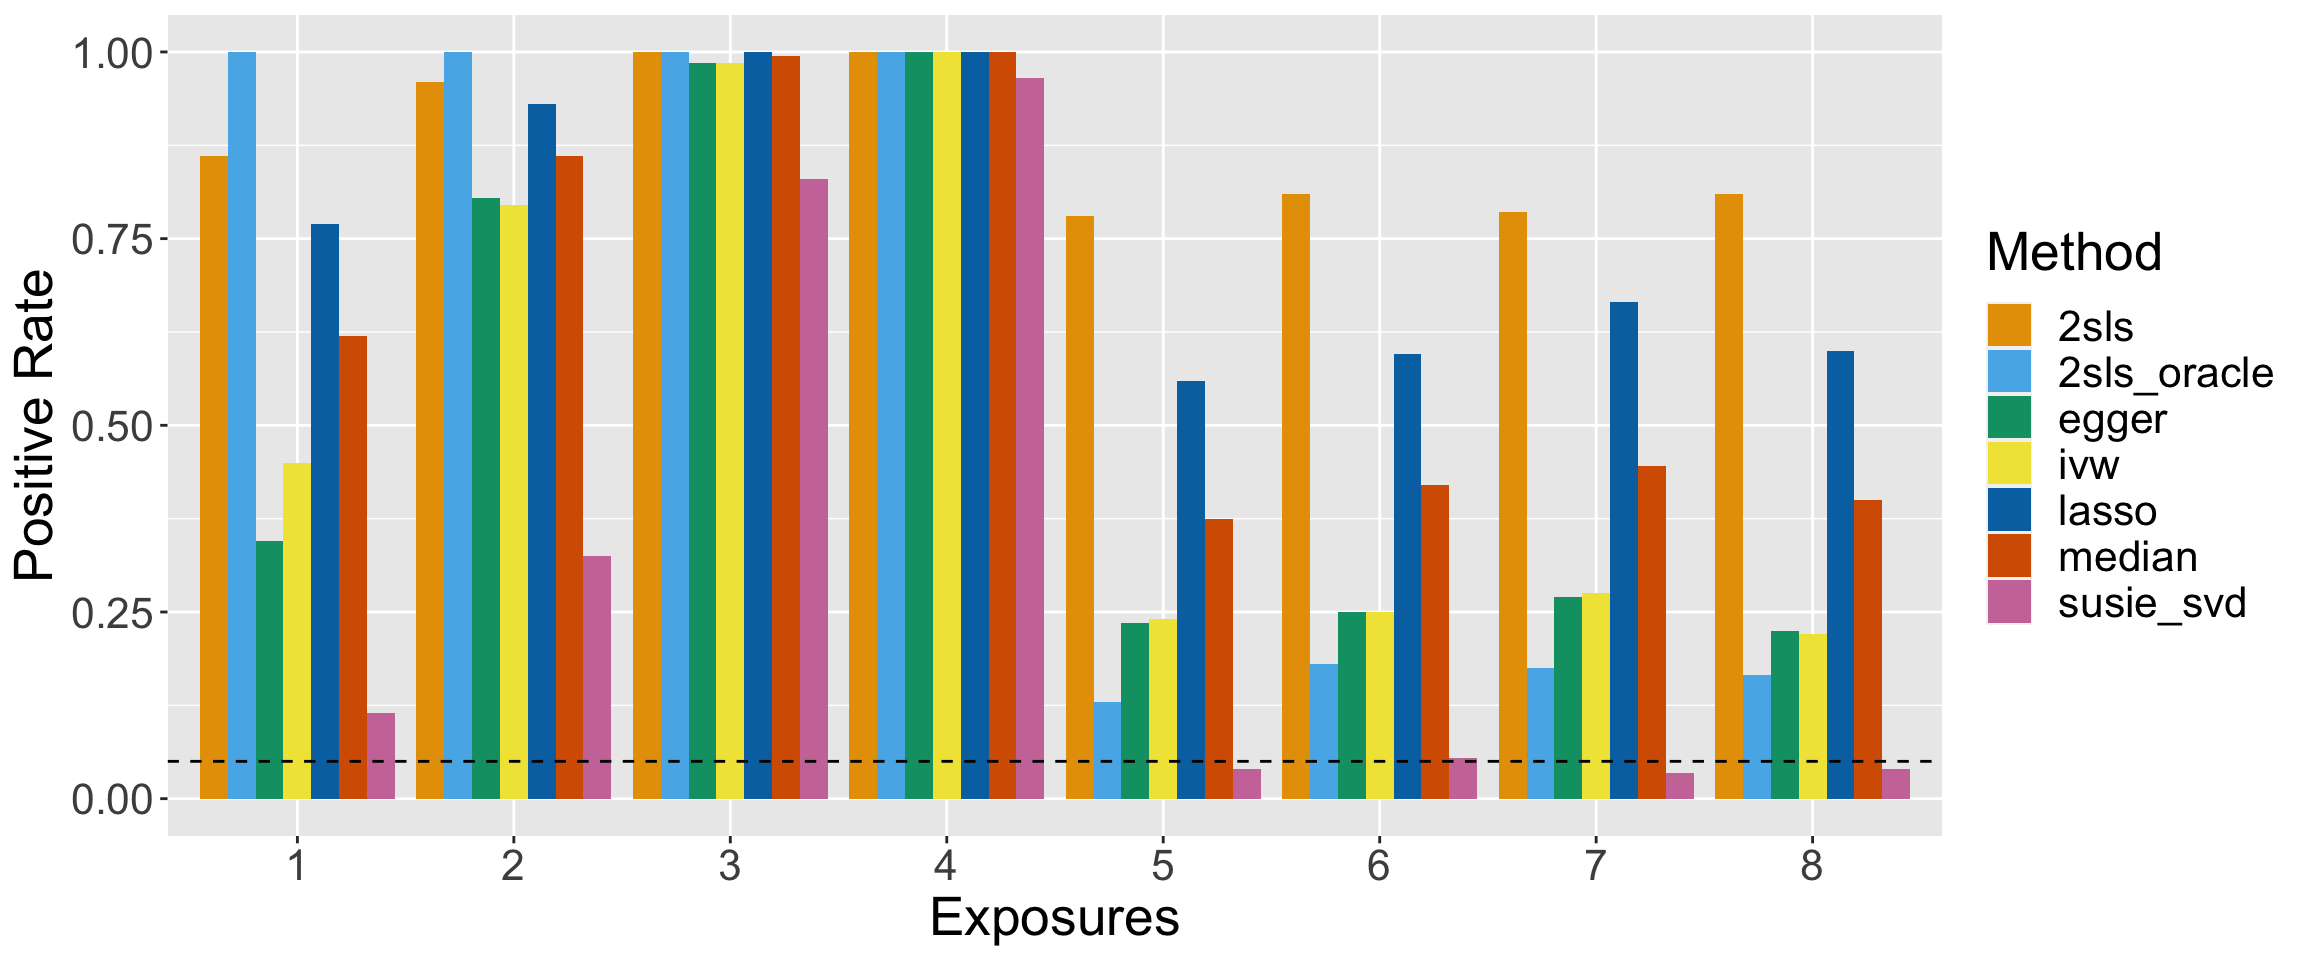 Positive Rate
1.00
0.75
0.50
0.25
0.00
1 2 3 4 5 6 7 8
Exposures
Method
2sls
2sls_oracle
egger
ivw
lasso
median
susie_svd